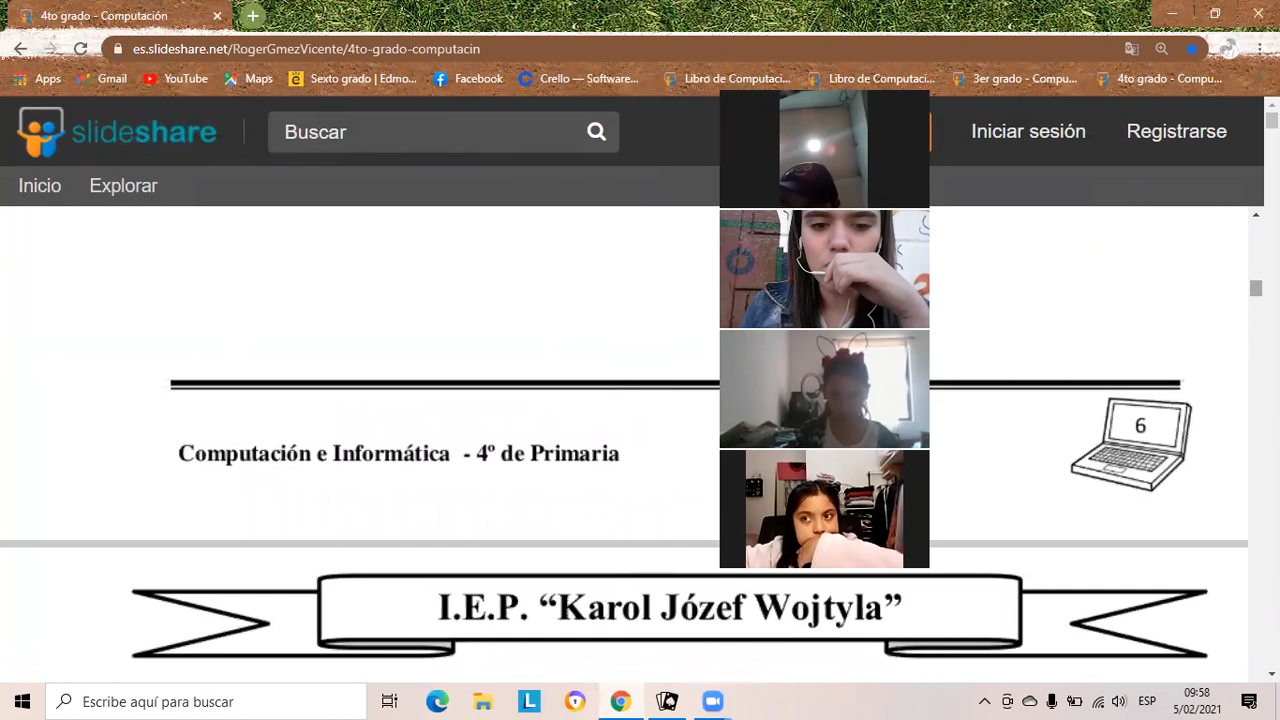 4to grado - Computación
es.slideshare.net/RogerGmezVicente/4to-grado-computacin
Apps Gmail YouTube Maps Sexto grado | Edmo... Facebook Crello — Software... Libro de Computaci... Libro de Computaci... 3er grado - Compu... 4to grado - Compu...
slideshare Buscar Iniciar sesión Registrarse
Inicio Explorar
6
Computación e Informática - 4º de Primaria
I.E.P. “Karol Józef Wojtyla”
Escribe aquí para buscar
L
ESP
09:58
5/02/2021